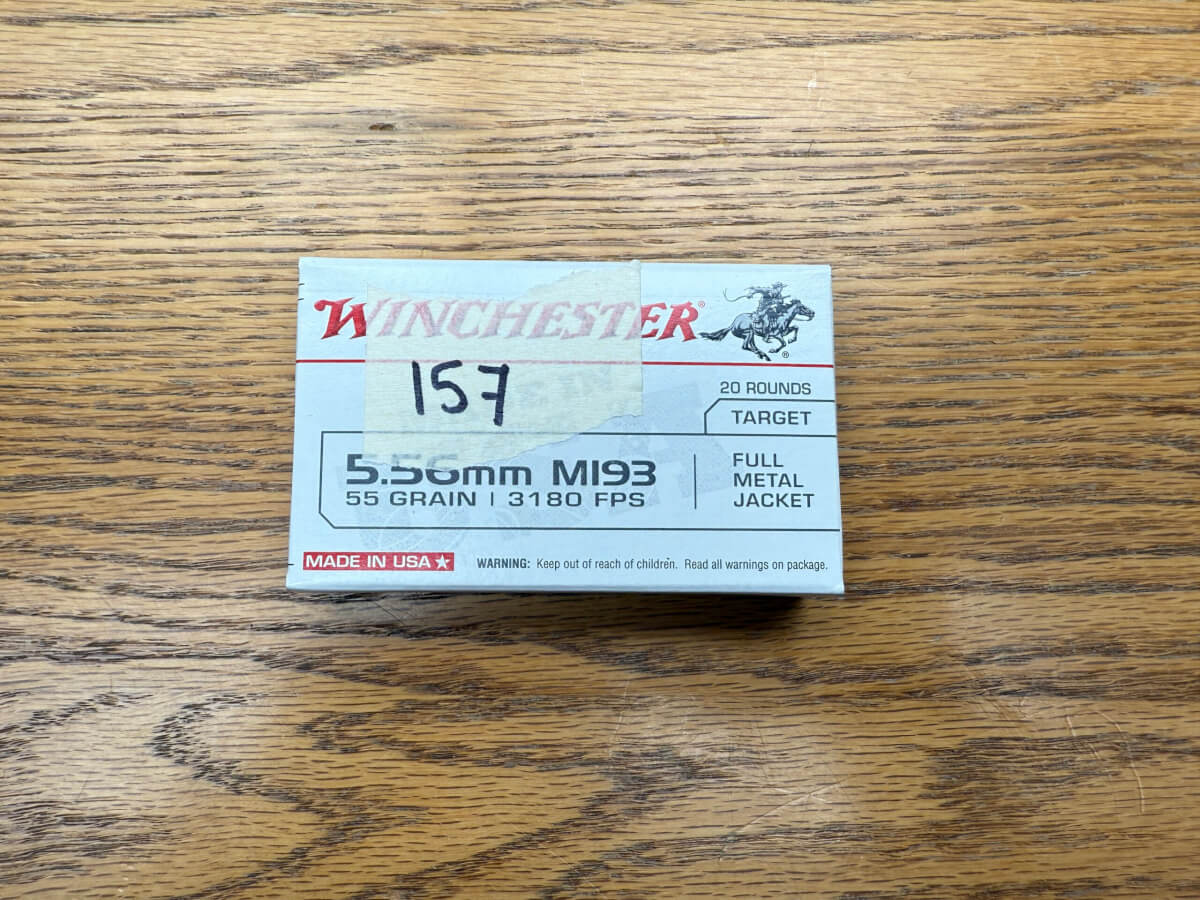 WINCHESTER®
®
157
20 ROUNDS
TARGET
5.56mm M193
55 GRAIN | 3180 FPS
FULL
METAL
JACKET
MADE IN USA
WARNING: Keep out of reach of children. Read all warnings on package.